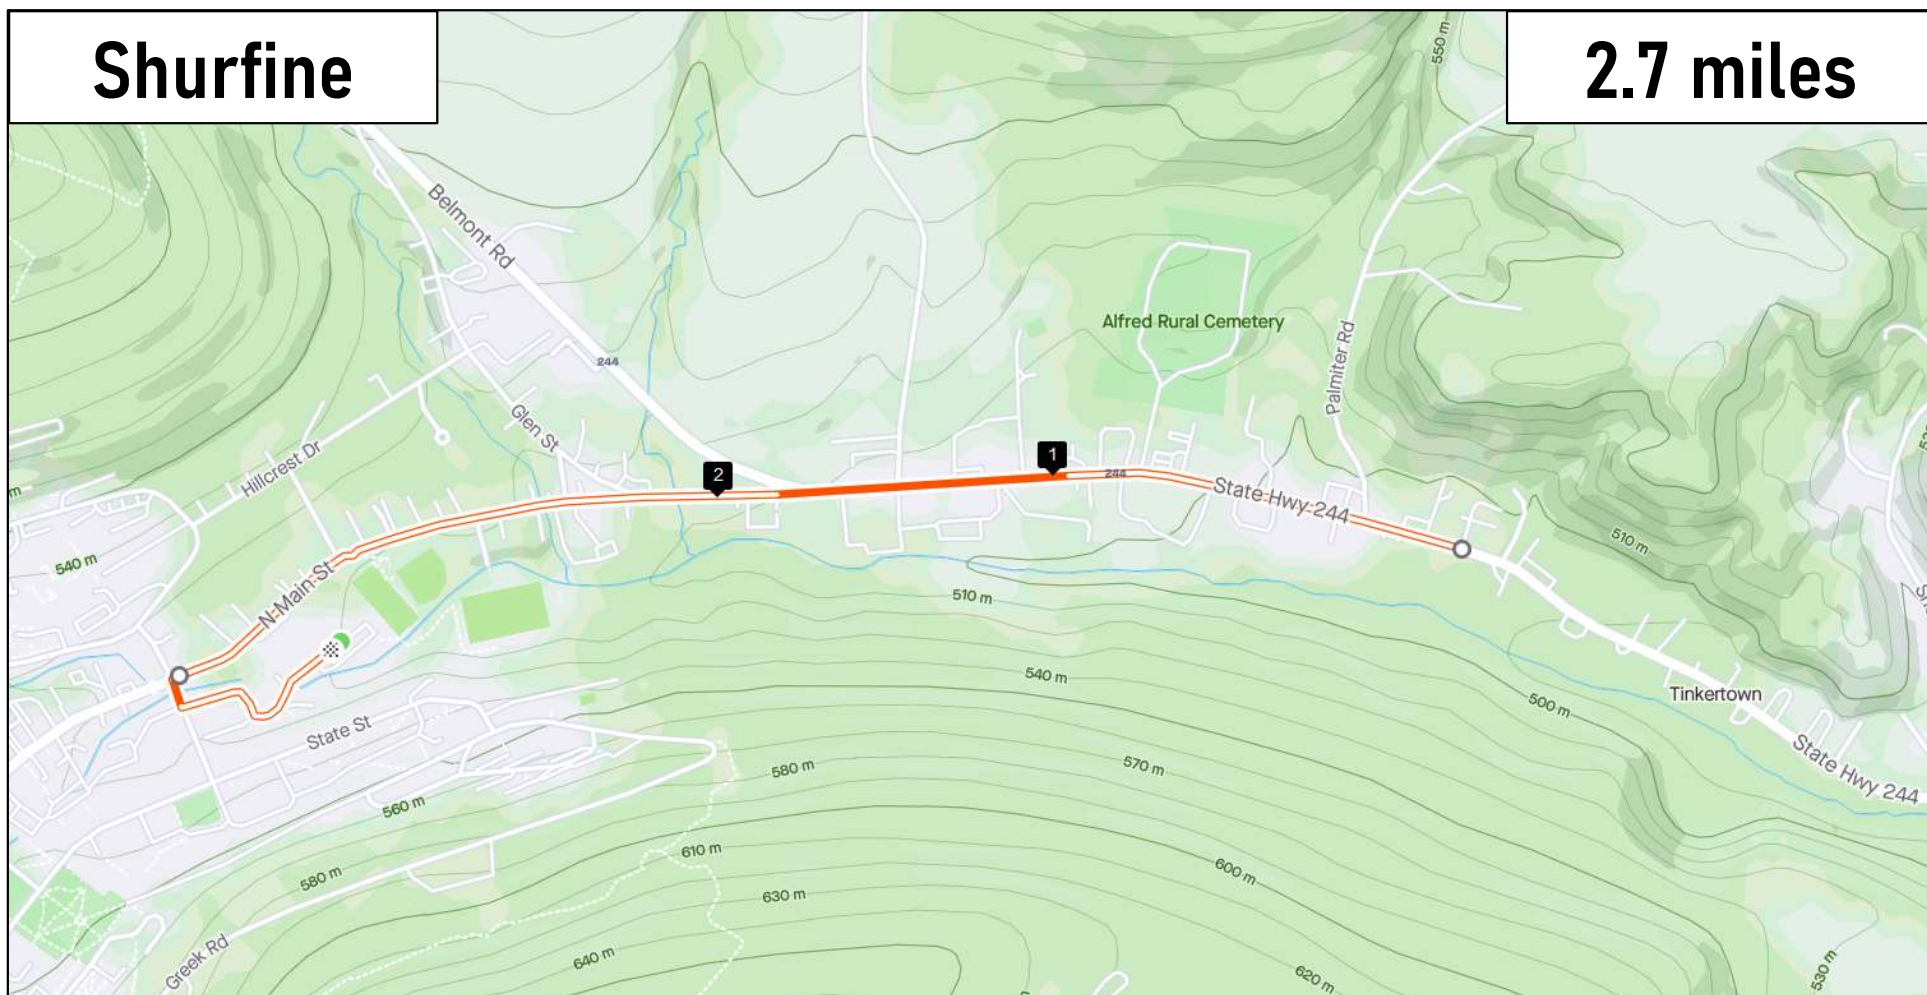 Shurfine
2.7 miles
550 m
Belmont Rd
Alfred Rural Cemetery
244
Palmiter Rd
Glen St
Hillcrest Dr
m
1
2
244
State Hwy 244
540 m
510 m
510 m
N Main St
540 m
500 m
Tinkertown
State St
580 m
570 m
State Hwy 244
560 m
610 m
580 m
600 m
630 m
640 m
620 m
530 m
Greek Rd